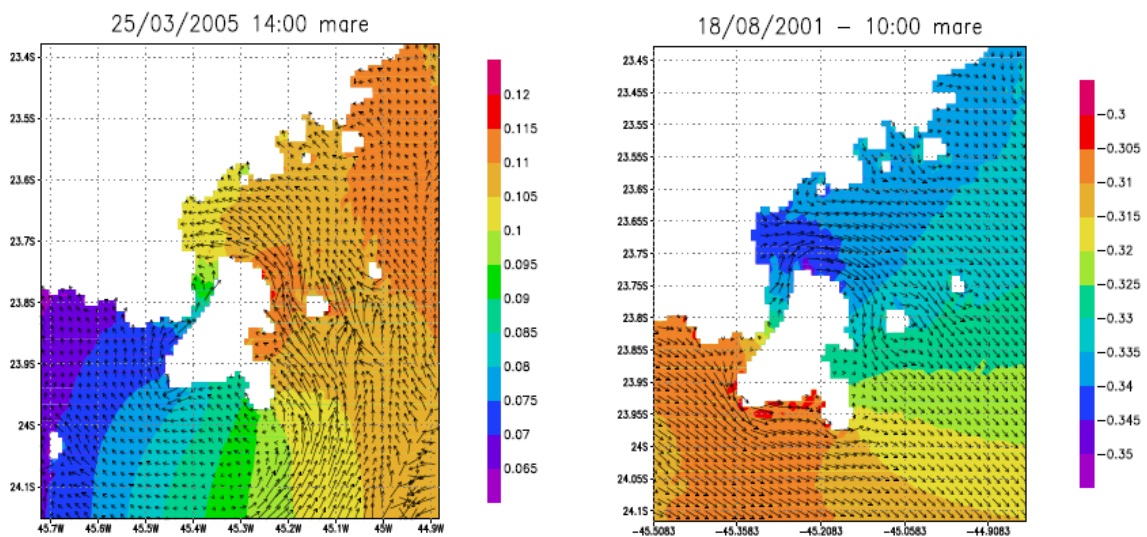 25/03/2005 14:00 mare
23.4S
23.5S
23.6S
23.7S
23.8S
23.9S
24S
24.1S
45.7W
45.6W
45.5W
45.4W
45.3W
45.2W
45.1W
45W
44.9W
0.12
0.115
0.11
0.105
0.1
0.095
0.09
0.085
0.08
0.075
0.07
0.065
18/08/2001 – 10:00 mare
23.4S
23.45S
23.5S
23.55S
23.6S
23.65S
23.7S
23.75S
23.8S
23.85S
23.9S
23.95S
24S
24.05S
24.1S
-45.5083
-45.3583
-45.2083
-45.0583
-44.9083
-0.3
-0.305
-0.31
-0.315
-0.32
-0.325
-0.33
-0.335
-0.34
-0.345
-0.35